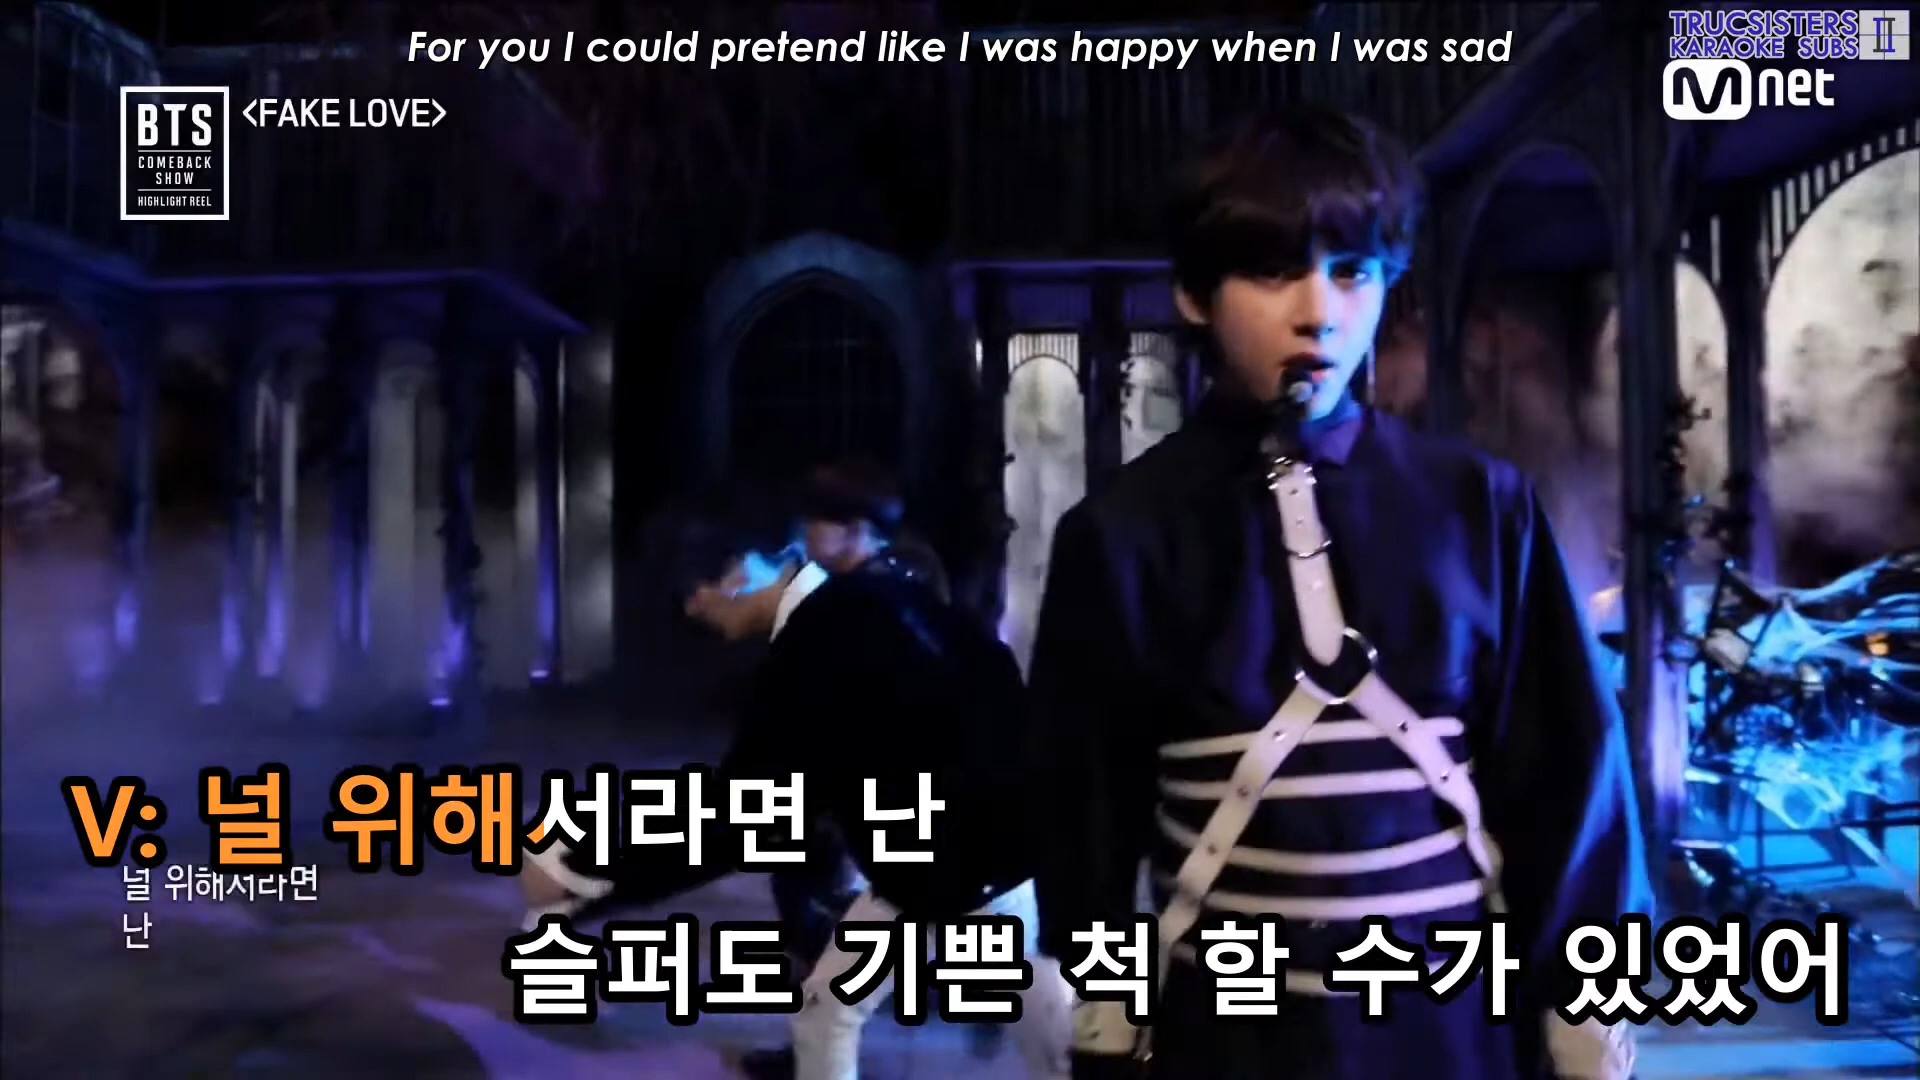 For you I could pretend like I was happy when I was sad
TRUCSISTERS
KARAOKE SUBS II
Mnet
BTS
COMEBACK
SHOW
HIGHLIGHT REEL
<FAKE LOVE>
V: 널 위해서라면 난
널 위해서라면
난
슬퍼도 기쁜 척 할 수가 있었어